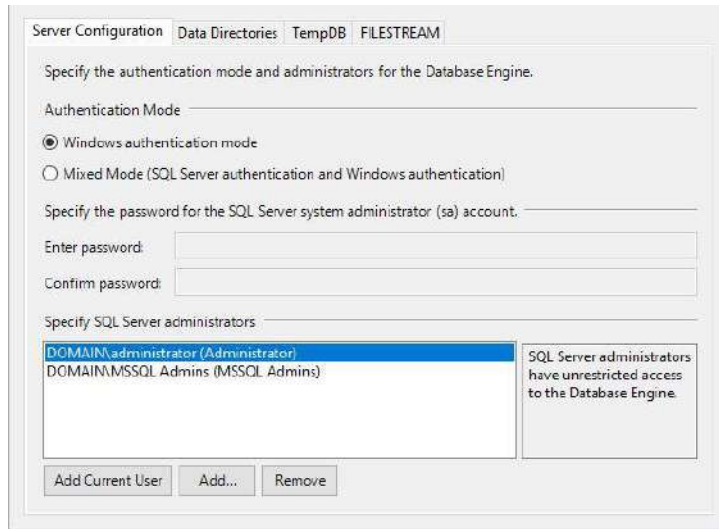 Server Configuration Data Directories TempDB FILESTREAM
Specify the authentication mode and administrators for the Database Engine.
Authentication Mode
Windows authentication mode
Mixed Mode (SQL Server authentication and Windows authentication)
Specify the password for the SQL Server system administrator (sa) account.
Enter password:
Confirm password:
Specify SQL Server administrators
DOMAIN\administrator (Administrator)
DOMAIN\MSSQL Admins (MSSQL Admins)
SQL Server administrators
have unrestricted access
to the Database Engine.
Add Current User Add... Remove